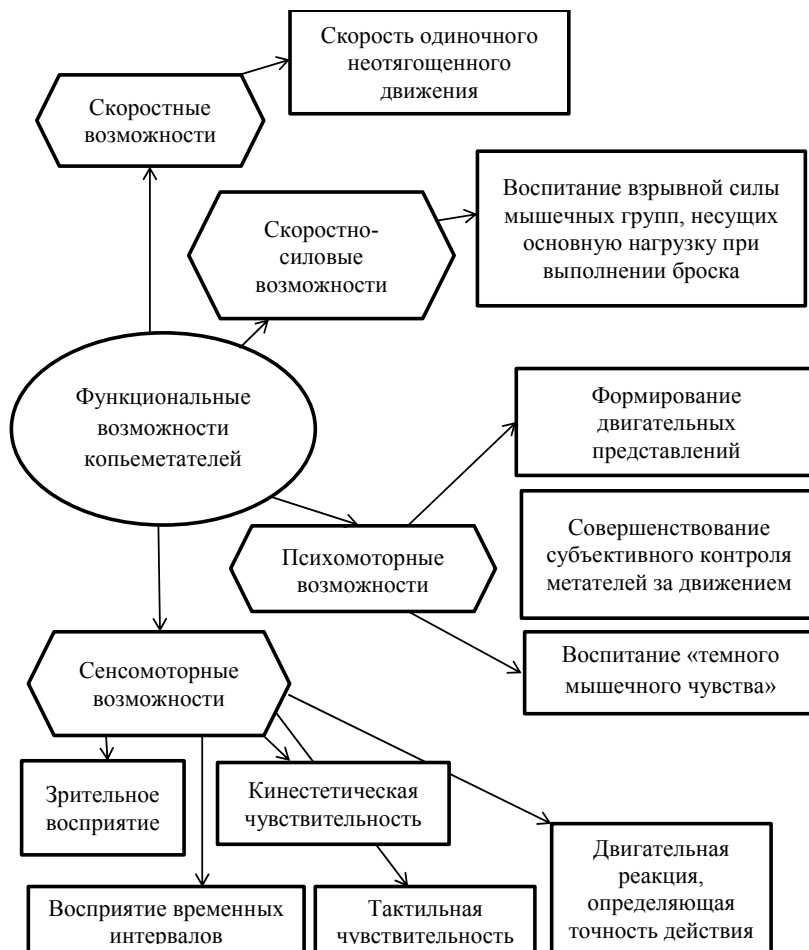 Скорость одиночного
неотягощенного
движения
Скоростные
возможности
Воспитание взрывной силы
мышечных групп, несущих
основную нагрузку при
выполнении броска
Скоростно-
силовые
возможности
Функциональные
возможности
копьеметателей
Формирование
двигательных
представлений
Совершенствование
субъективного контроля
метателей за движением
Психомоторные
возможности
Воспитание «темного
мышечного чувства»
Сенсомоторные
возможности
Зрительное
восприятие
Кинестетическая
чувствительность
Двигательная
реакция,
определяющая
точность действия
Восприятие временных
интервалов
Тактильная
чувствительность